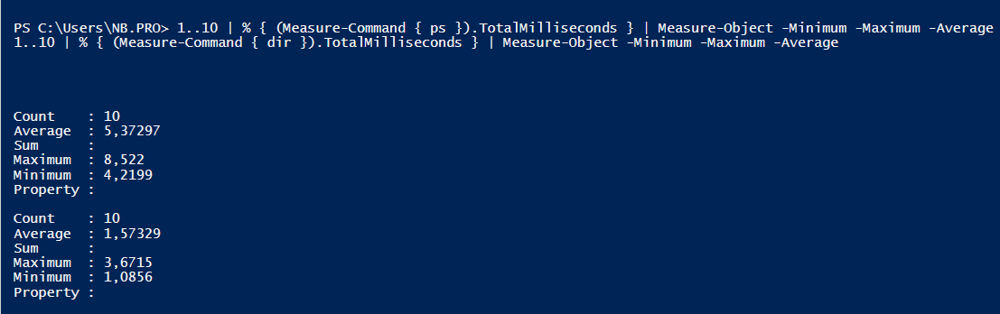 PS C:\Users\NB.PRO> 1..10 | % { (Measure-Command { ps }).TotalMilliseconds } | Measure-Object -Minimum -Maximum -Average
1..10 | % { (Measure-Command { dir }).TotalMilliseconds } | Measure-Object -Minimum -Maximum -Average
Count    : 10
Average  : 5,37297
Sum      :
Maximum  : 8,522
Minimum  : 4,2199
Property :
Count    : 10
Average  : 1,57329
Sum      :
Maximum  : 3,6715
Minimum  : 1,0856
Property :